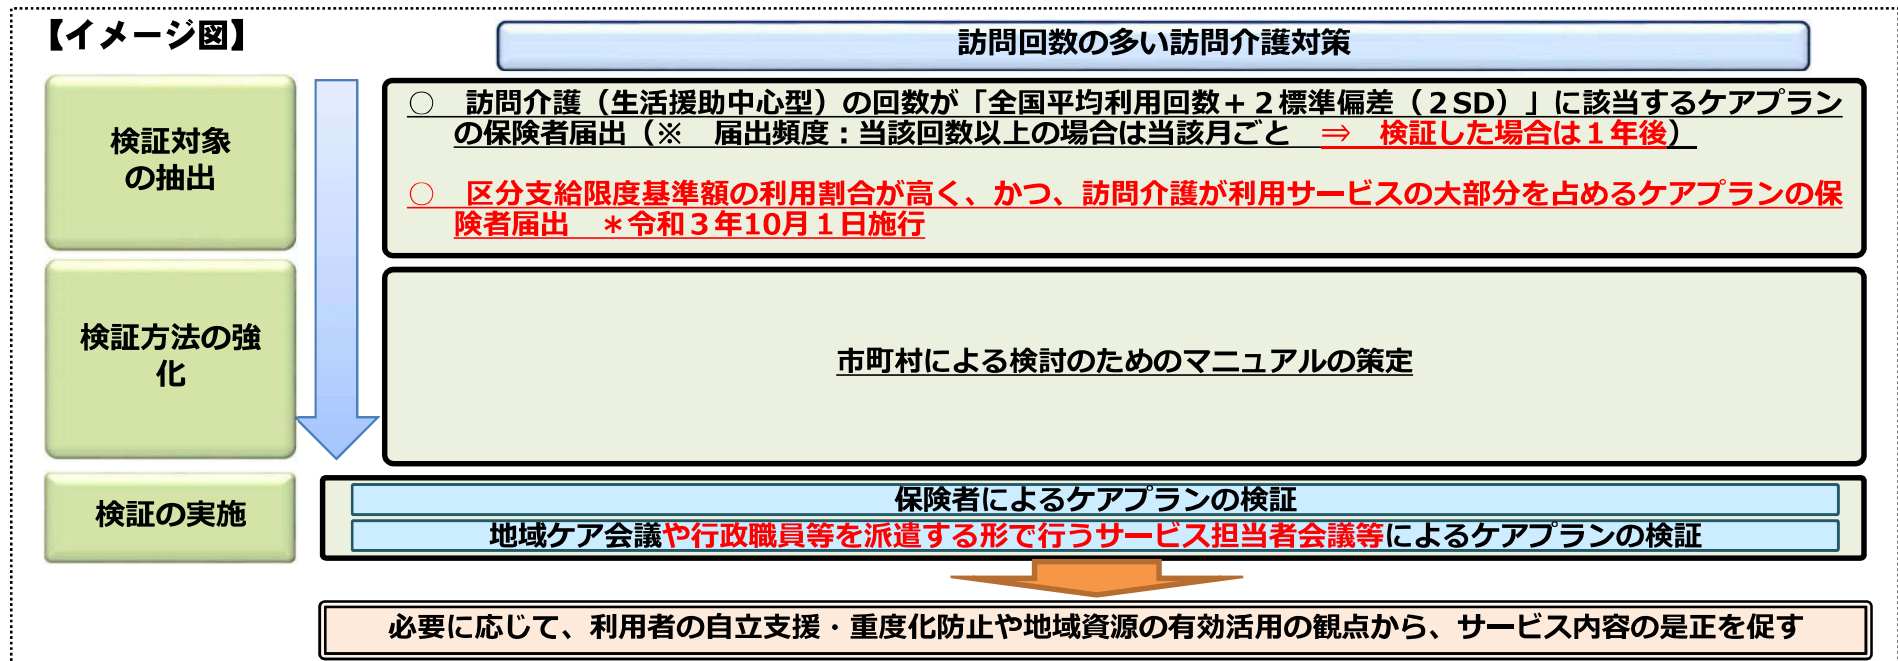 【イメージ図】
訪問回数の多い訪問介護対策
検証対象
の抽出
○　訪問介護（生活援助中心型）の回数が「全国平均利用回数＋２標準偏差（２SD）」に該当するケアプラン
の保険者届出（※　届出頻度：当該回数以上の場合は当該月ごと　⇒　検証した場合は１年後）
○　区分支給限度基準額の利用割合が高く、かつ、訪問介護が利用サービスの大部分を占めるケアプランの保
険者届出　＊令和３年10月１日施行
検証方法の強
化
市町村による検討のためのマニュアルの策定
検証の実施
保険者によるケアプランの検証
地域ケア会議や行政職員等を派遣する形で行うサービス担当者会議等によるケアプランの検証
必要に応じて、利用者の自立支援・重度化防止や地域資源の有効活用の観点から、サービス内容の是正を促す